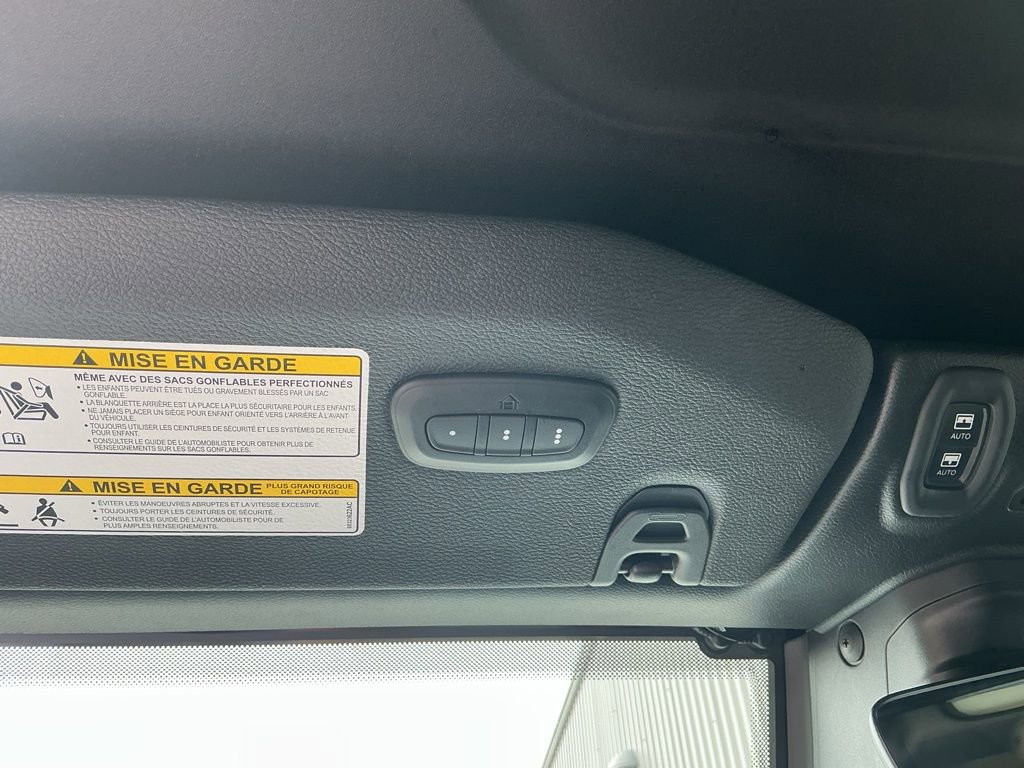 MISE EN GARDE
MÊME AVEC DES SACS GONFLABLES PERFECTIONNÉS
• LES ENFANTS PEUVENT ÊTRE TUÉS OU GRAVEMENT BLESSÉS PAR UN SAC
GONFLABLE.
• LA BLANQUETTE ARRIÈRE EST LA PLACE LA PLUS SÉCURITAIRE POUR LES ENFANTS.
• NE JAMAIS PLACER UN SIÈGE POUR ENFANT ORIENTÉ VERS L'ARRIÈRE À L'AVANT
DU VÉHICULE.
• TOUJOURS UTILISER LES CEINTURES DE SÉCURITÉ ET LES SYSTÈMES DE RETENUE
POUR ENFANT.
• CONSULTER LE GUIDE DE L'AUTOMOBILISTE POUR OBTENIR PLUS DE
RENSEIGNEMENTS SUR LES SACS GONFLABLES.
MISE EN GARDE PLUS GRAND RISQUE
DE CAPOTAGE
• ÉVITER LES MANOEUVRES ABRUPTES ET LA VITESSE EXCESSIVE.
• TOUJOURS PORTER LES CEINTURES DE SÉCURITÉ.
• CONSULTER LE GUIDE DE L'AUTOMOBILISTE POUR DE
PLUS AMPLES RENSEIGNEMENTS.
AUTO
AUTO